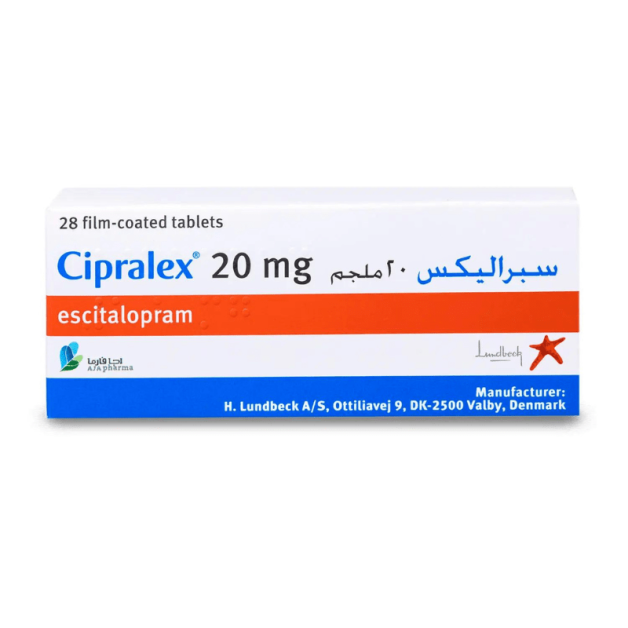 28 film-coated tablets
Cipralex® 20 mg سبراليكس ٢٠ ملجم
escitalopram
اجا فارما
AJA pharma
Lundbeck
Manufacturer:
H. Lundbeck A/S, Ottiliavej 9, DK-2500 Valby, Denmark